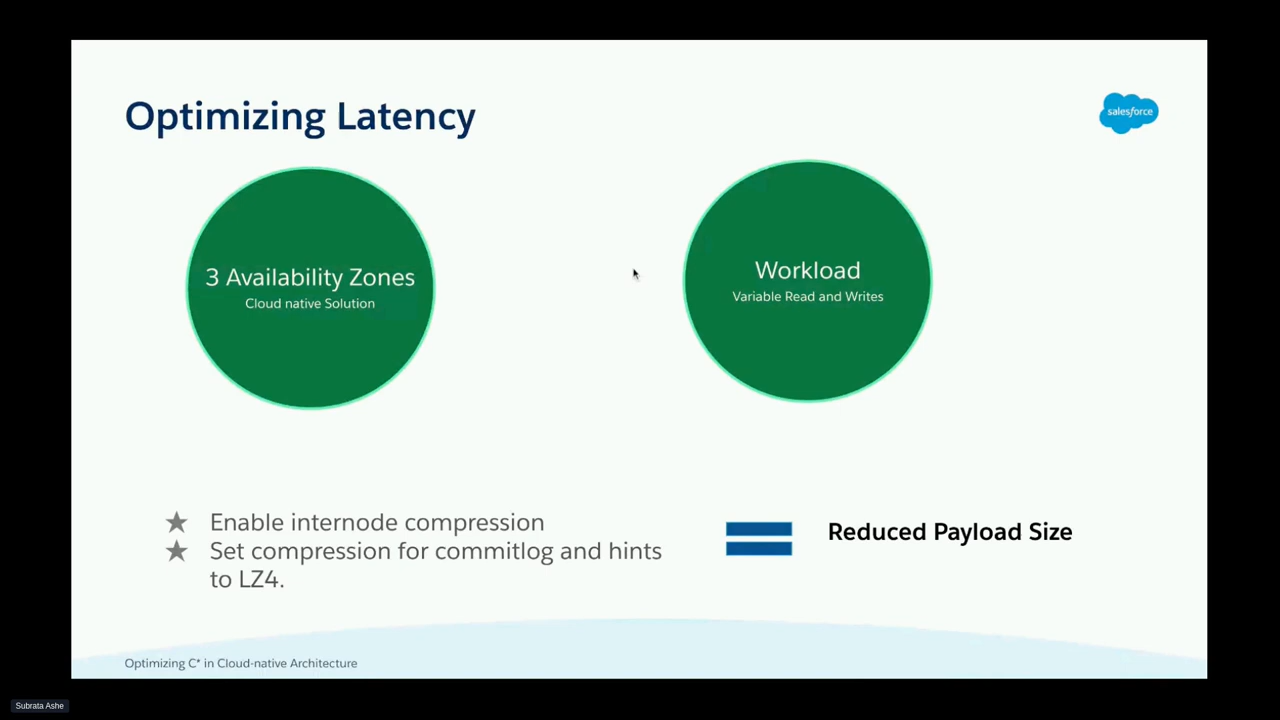 Optimizing Latency
salesforce
3 Availability Zones
Cloud native Solution
Workload
Variable Read and Writes
★ Enable internode compression
★ Set compression for commitlog and hints
to LZ4.
Reduced Payload Size
Optimizing C* in Cloud-native Architecture
Subrata Ashe